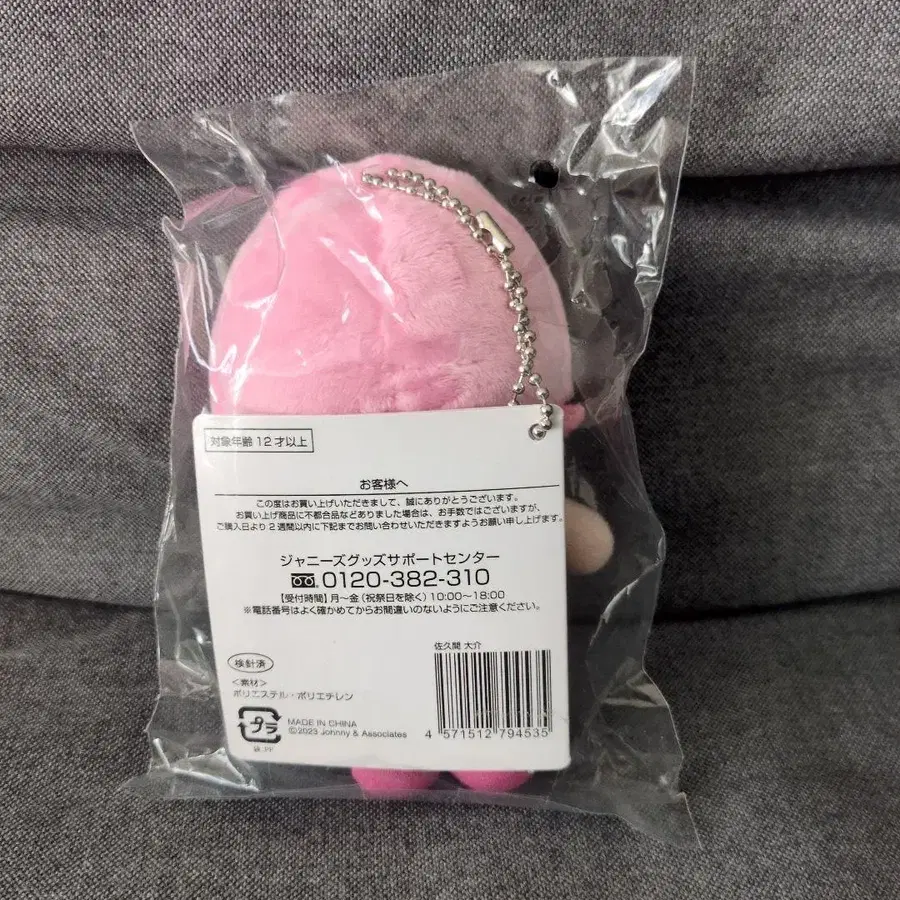 対象年齢 12 才以上
お客様へ
この度はお買い上げいただきまして、誠にありがとうございます。
お買い上げ商品に不都合品などありました場合は、お手数ではございますが、
ご購入日より2週間以内に下記までお問い合わせいただきますようお願い申し上げます。
ジャニーズグッズサポートセンター
0120-382-310
【受付時間】月～金（祝祭日を除く）10:00～18:00
※電話番号はよく確かめてからお間違いのないようにご注意ください。
佐久間 大介
検針済
＜素材＞
ポリエステル・ポリエチレン
プラ
袋:PP
MADE IN CHINA
©2023 Johnny & Associates
4 571512 794535